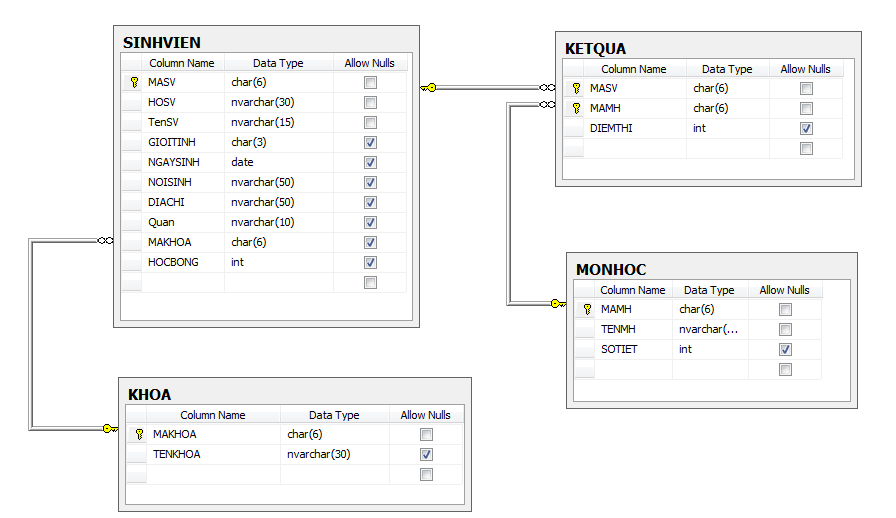 SINHVIEN
Column Name Data Type Allow Nulls
MASV char(6)
HOSV nvarchar(30)
TenSV nvarchar(15)
GIOITINH char(3)
NGAYSINH date
NOISINH nvarchar(50)
DIACHI nvarchar(50)
Quan nvarchar(10)
MAKHOA char(6)
HOCBONG int
KETQUA
Column Name Data Type Allow Nulls
MASV char(6)
MAMH char(6)
DIEMTHI int
MONHOC
Column Name Data Type Allow Nulls
MAMH char(6)
TENMH nvarchar(...
SOTIET int
KHOA
Column Name Data Type Allow Nulls
MAKHOA char(6)
TENKHOA nvarchar(30)